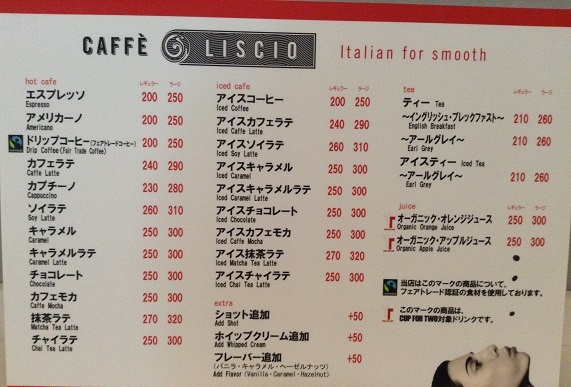 CAFFÈ LISCIO Italian for smooth
hot cafe レギュラー ラージ
エスプレッソ 200 250
Espresso
アメリカーノ 200 250
Americano
ドリップコーヒー(フェアトレードコーヒー) 200 250
Drip Coffee(Fair Trade Coffee)
カフェラテ 240 290
Caffe Latte
カプチーノ 230 280
Cappuccino
ソイラテ 260 310
Soy Latte
キャラメル 250 300
Caramel
キャラメルラテ 250 300
Caramel Latte
チョコレート 250 300
Chocolate
カフェモカ 250 300
Caffe Mocha
抹茶ラテ 270 320
Matcha Tea Latte
チャイラテ 250 300
Chai Tea Latte
iced cafe レギュラー ラージ
アイスコーヒー 200 250
Iced Coffee
アイスカフェラテ 240 290
Iced Caffe Latte
アイスソイラテ 260 310
Iced Soy Latte
アイスキャラメル 250 300
Iced Caramel
アイスキャラメルラテ 250 300
Iced Caramel Latte
アイスチョコレート 250 300
Iced Chocolate
アイスカフェモカ 250 300
Iced Caffe Mocha
アイス抹茶ラテ 270 320
Iced Matcha Tea Latte
アイスチャイラテ 250 300
Iced Chai Tea Latte
extra
ショット追加 +50
Add Shot
ホイップクリーム追加 +50
Add Whipped Cream
フレーバー追加 +50
(バニラ・キャラメル・ヘーゼルナッツ)
Add Flavor (Vanilla・Caramel・Hazelnut)
tea レギュラー ラージ
ティー Tea
〜イングリッシュ・ブレックファスト〜 210 260
English Breakfast
〜アールグレイ〜 210 260
Earl Grey
アイスティー Iced Tea
〜アールグレイ〜 210 260
Earl Grey
juice レギュラー ラージ
オーガニック・オレンジジュース 250 300
Organic Orange Juice
オーガニック・アップルジュース 250 300
Organic Apple Juice
当店はこのマークの商品について、
フェアトレード認証の食材を使用しております。
このマークの商品は、
CUP FOR TWO対象ドリンクです。